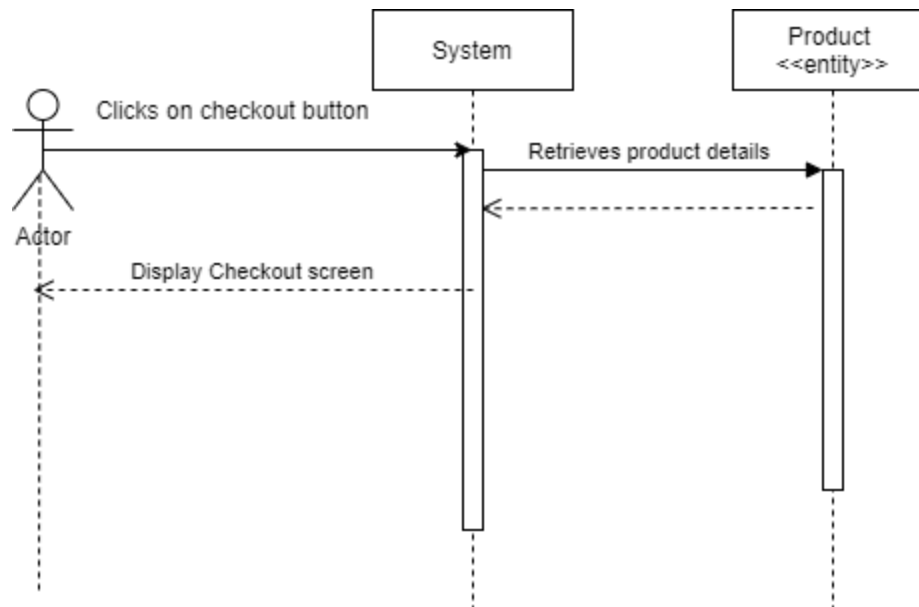 System
Product
<<entity>>
Clicks on checkout button
Retrieves product details
Actor
Display Checkout screen